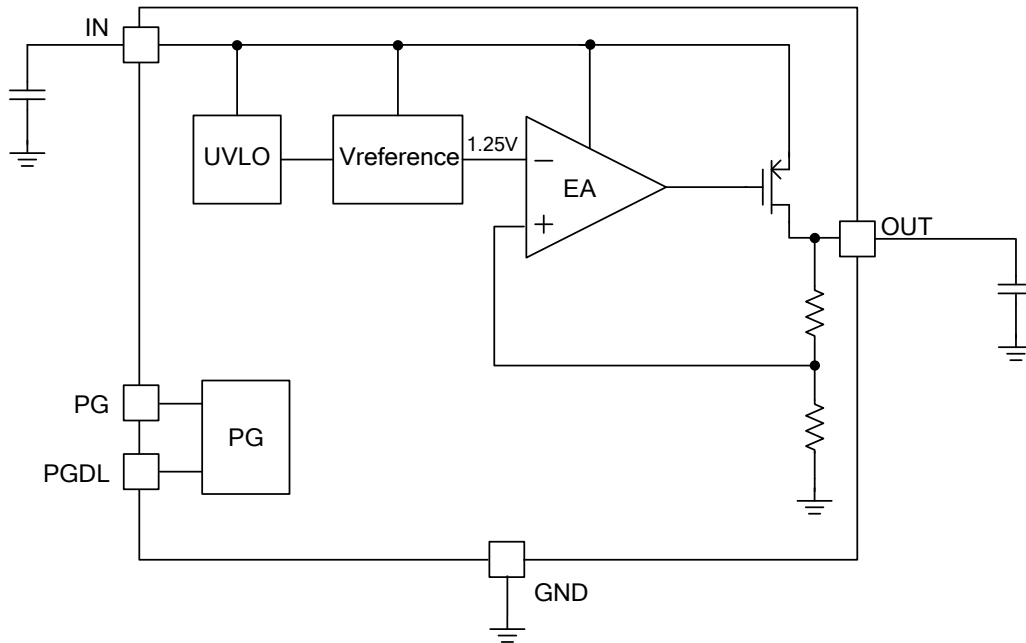 IN
UVLO
Vreference
1.25V
−
EA
+
OUT
PG
PG
PGDL
GND